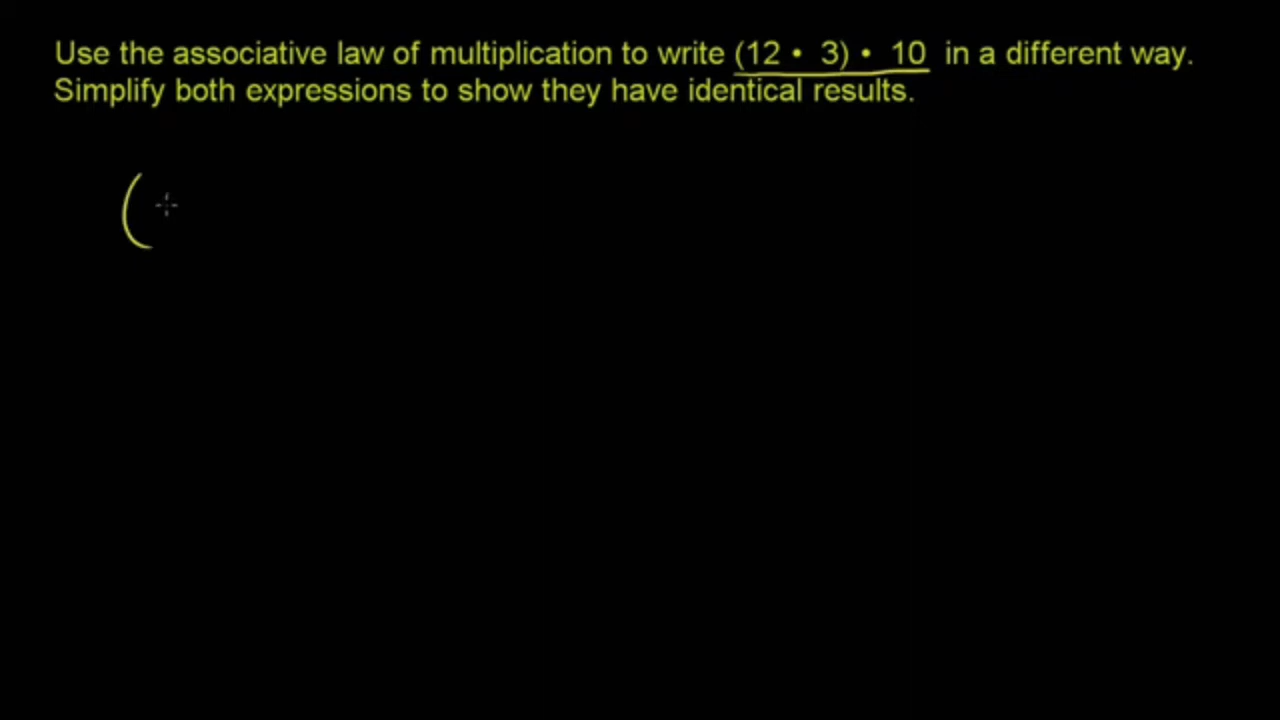 Use the associative law of multiplication to write (12 • 3) • 10 in a different way.
Simplify both expressions to show they have identical results.
(